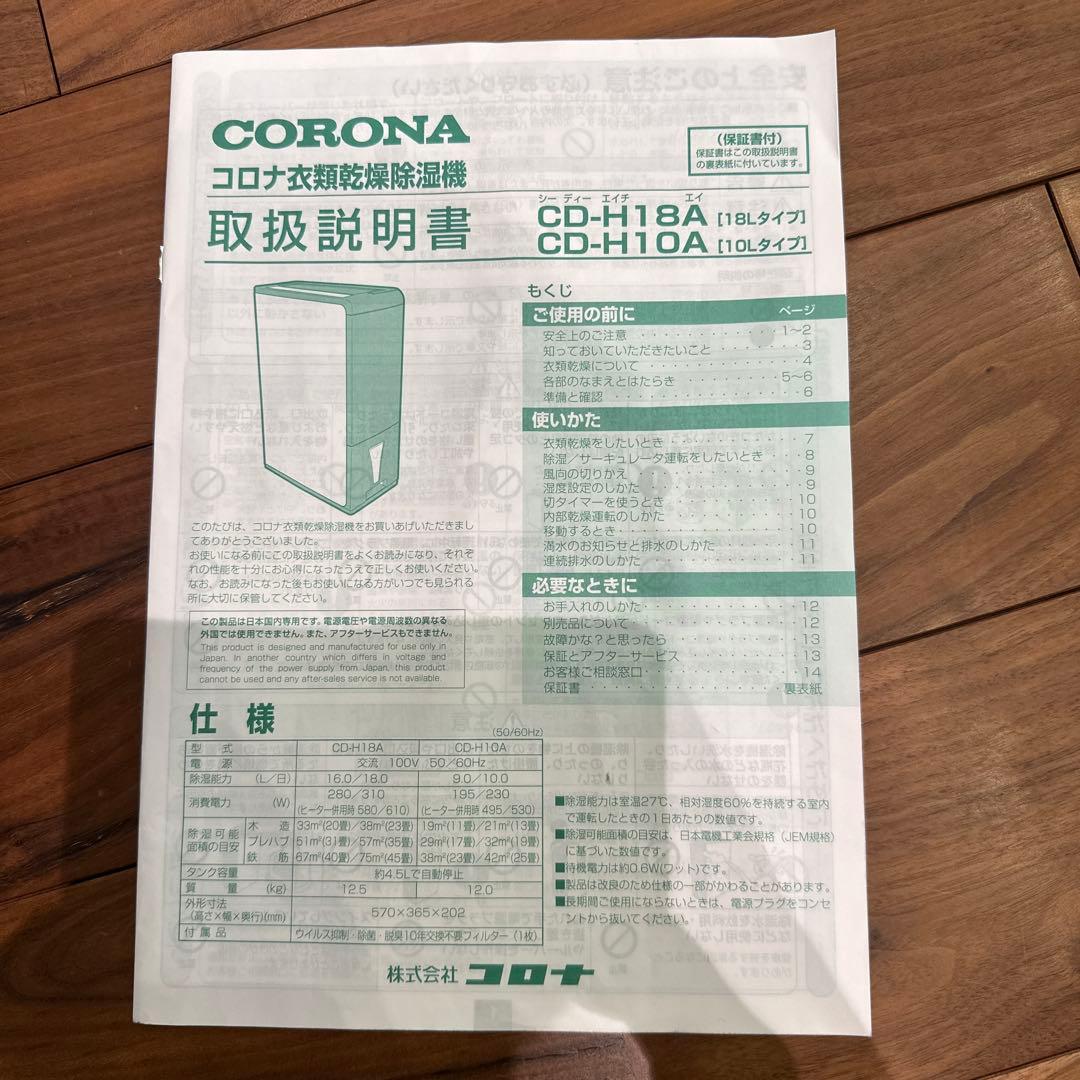 CORONA
コロナ衣類乾燥除湿機
取扱説明書
（保証書付）
保証書はこの取扱説明書
の裏表紙に付いています。
シー ディー エイチ エイ
CD-H18A［18Lタイプ］
CD-H10A［10Lタイプ］
このたびは、コロナ衣類乾燥除湿機をお買いあげいただきまし
てありがとうございました。
お使いになる前にこの取扱説明書をよくお読みになり、それぞ
れの性能を十分にお心得になったうえで正しくお使いください。
なお、お読みになった後もお使いになる方がいつでも見られる
所に大切に保管してください。
この製品は日本国内専用です。電源電圧や電源周波数の異なる
外国では使用できません。また、アフターサービスもできません。
This product is designed and manufactured for use only in
Japan. In another country which differs in voltage and
frequency of the power supply from Japan, this product
cannot be used and any after-sales service is not available.
もくじ
ご使用の前に ページ
安全上のご注意 ・・・・・・・・・・・・ 1〜2
知っておいていただきたいこと ・・・・・・・ 3
衣類乾燥について ・・・・・・・・・・・・ 4
各部のなまえとはたらき ・・・・・・・・ 5〜6
準備と確認 ・・・・・・・・・・・・・・・ 6
使いかた
衣類乾燥をしたいとき ・・・・・・・・・・ 7
除湿／サーキュレータ運転をしたいとき ・・・ 8
風向の切りかえ ・・・・・・・・・・・・・ 9
湿度設定のしかた ・・・・・・・・・・・・ 9
切タイマーを使うとき ・・・・・・・・・・ 10
内部乾燥運転のしかた ・・・・・・・・・・ 10
移動するとき ・・・・・・・・・・・・・・ 10
満水のお知らせと排水のしかた ・・・・・・・ 11
連続排水のしかた ・・・・・・・・・・・・ 11
必要なときに
お手入れのしかた ・・・・・・・・・・・・ 12
別売品について ・・・・・・・・・・・・・ 12
故障かな？と思ったら ・・・・・・・・・・ 13
保証とアフターサービス ・・・・・・・・・ 13
お客様ご相談窓口 ・・・・・・・・・・・・ 14
保証書 ・・・・・・・・・・・・・・・ 裏表紙
仕様
(50/60Hz)
型式 CD-H18A CD-H10A
電源 交流 100V 50／60Hz
除湿能力 （L／日） 16.0／18.0 9.0／10.0
消費電力 (W) 280／310 195／230
（ヒーター併用時 580／610） （ヒーター併用時 495／530）
除湿可能面積の目安 木造 33m²(20畳)／38m²(23畳) 19m²(11畳)／21m²(13畳)
プレハブ 51m²(31畳)／57m²(35畳) 29m²(17畳)／32m²(19畳)
鉄筋 67m²(40畳)／75m²(45畳) 38m²(23畳)／42m²(25畳)
タンク容量 約4.5Lで自動停止
質量 (kg) 12.5 12.0
外形寸法
（高さ×幅×奥行）(mm) 570×365×202
付属品 ウイルス抑制・除菌・脱臭10年交換不要フィルター（1枚）
■除湿能力は室温27℃、相対湿度60％を持続する室内
で運転したときの1日あたりの数値です。
■除湿可能面積の目安は、日本電機工業会規格（JEM規格）
に基づいた数値です。
■待機電力は約0.6W(ワット)です。
■製品は改良のため仕様の一部がかわることがあります。
■長期間ご使用にならないときは、電源プラグをコンセ
ントから抜いてください。
株式会社 コロナ